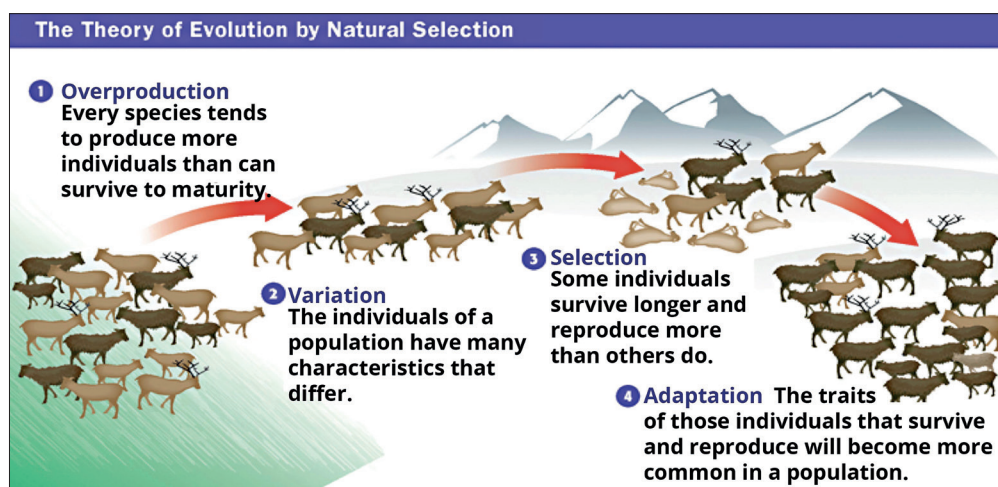 The Theory of Evolution by Natural Selection
1 Overproduction
Every species tends
to produce more
individuals than can
survive to maturity.
2 Variation
The individuals of a
population have many
characteristics that
differ.
3 Selection
Some individuals
survive longer and
reproduce more
than others do.
4 Adaptation The traits
of those individuals that survive
and reproduce will become more
common in a population.